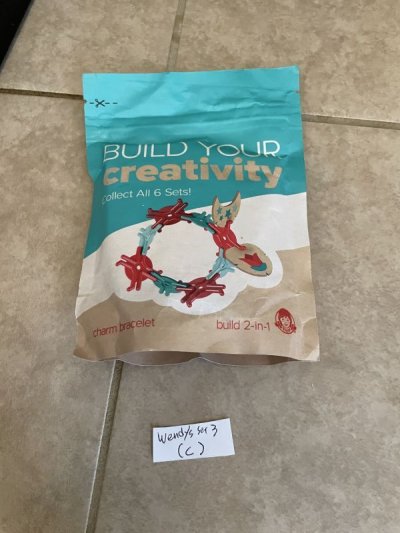 BUILD YOUR
creativity
Collect All 6 Sets!
charm bracelet
build 2-in-1
Wendy's Set 3
(C)